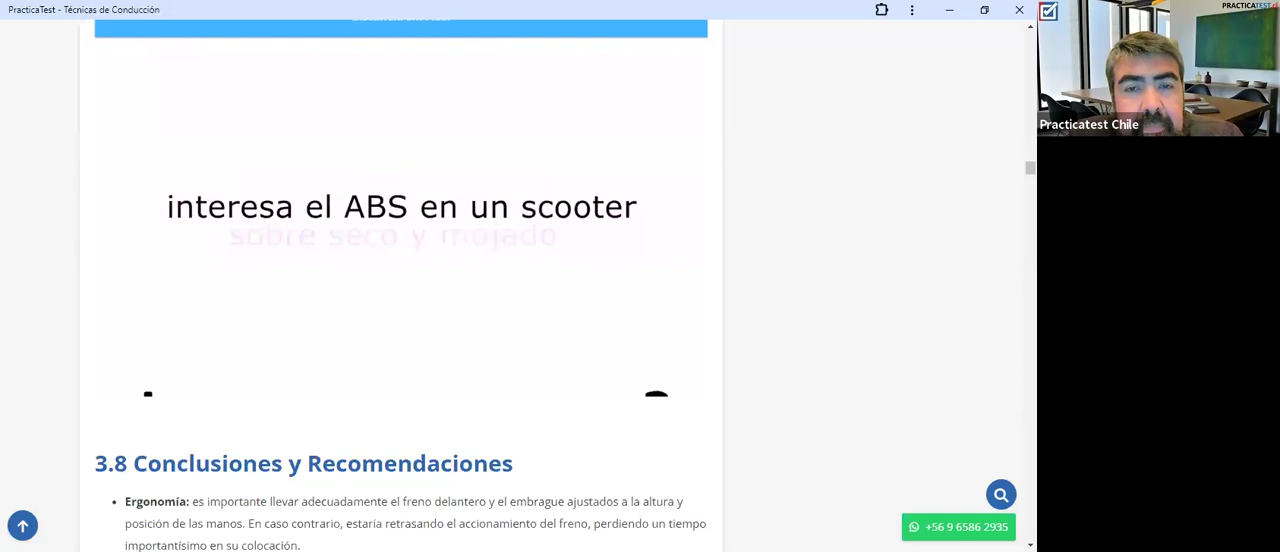 PracticaTest - Técnicas de Conducción
PRACTICATEST.cl
Practicatest Chile
interesa el ABS en un scooter
sobre seco y mojado
3.8 Conclusiones y Recomendaciones
• Ergonomía: es importante llevar adecuadamente el freno delantero y el embrague ajustados a la altura y
posición de las manos. En caso contrario, estaría retrasando el accionamiento del freno, perdiendo un tiempo
importantísimo en su colocación.
+56 9 6586 2935